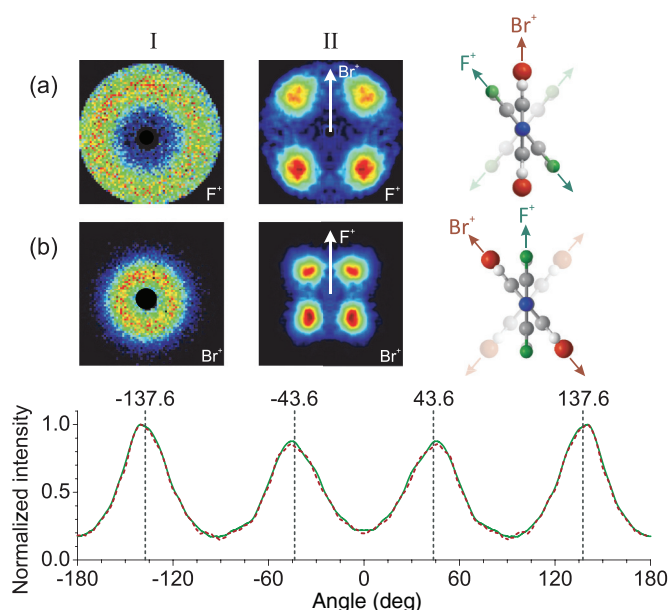 I II
(a)
Br⁺
F⁺
F⁺
Br⁺
F⁺
(b)
F⁺
F⁺
Br⁺
Br⁺
Br⁺
-137.6 -43.6 43.6 137.6
1.0
0.5
0.0
Normalized intensity
-180 -120 -60 0 60 120 180
Angle (deg)